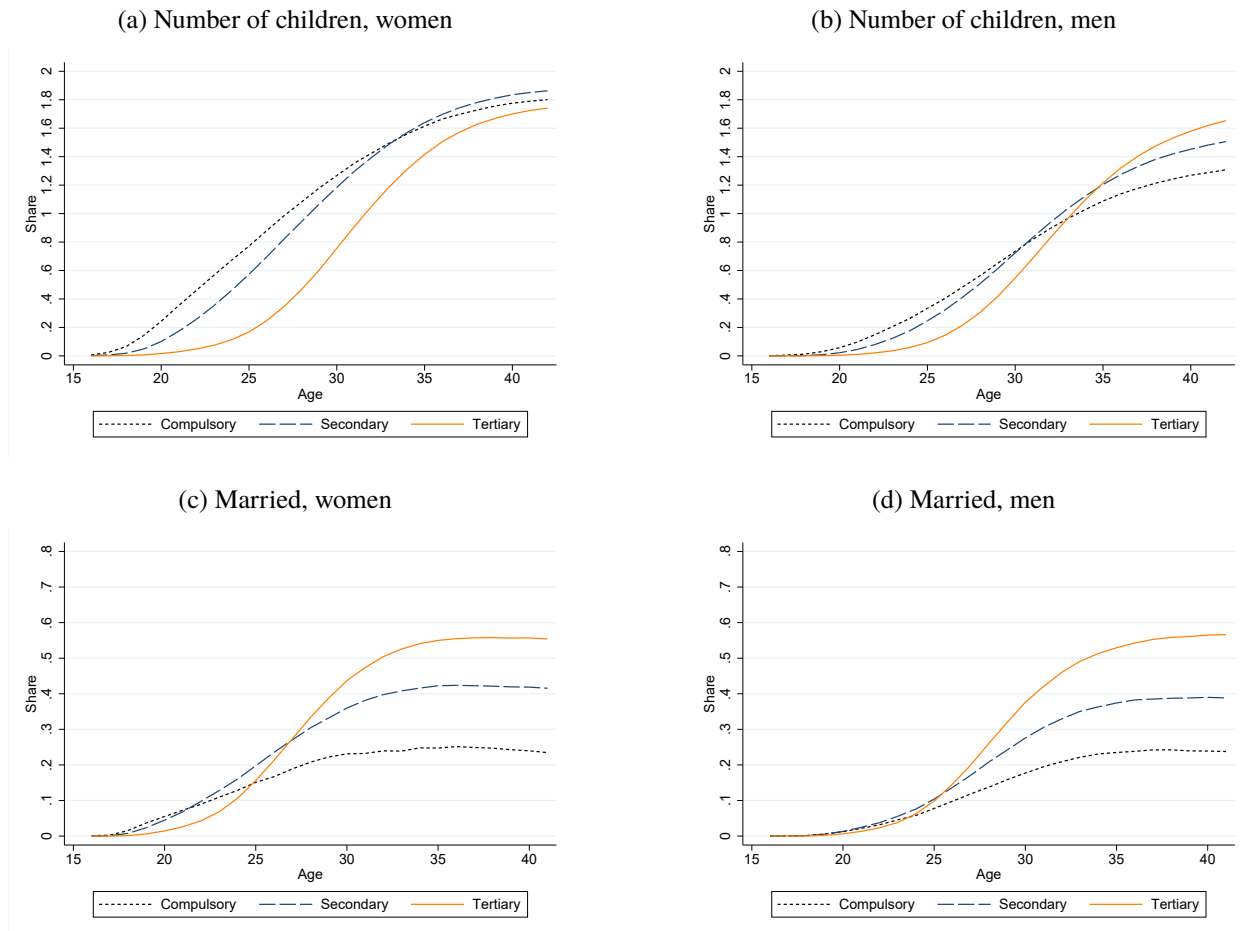 (a) Number of children, women
2
1.8
1.6
1.4
1.2
1
.8
.6
.4
.2
0
Share
15 20 25 30 35 40
Age
Compulsory Secondary Tertiary
(b) Number of children, men
2
1.8
1.6
1.4
1.2
1
.8
.6
.4
.2
0
Share
15 20 25 30 35 40
Age
Compulsory Secondary Tertiary
(c) Married, women
.8
.7
.6
.5
.4
.3
.2
.1
0
Share
15 20 25 30 35 40
Age
Compulsory Secondary Tertiary
(d) Married, men
.8
.7
.6
.5
.4
.3
.2
.1
0
Share
15 20 25 30 35 40
Age
Compulsory Secondary Tertiary